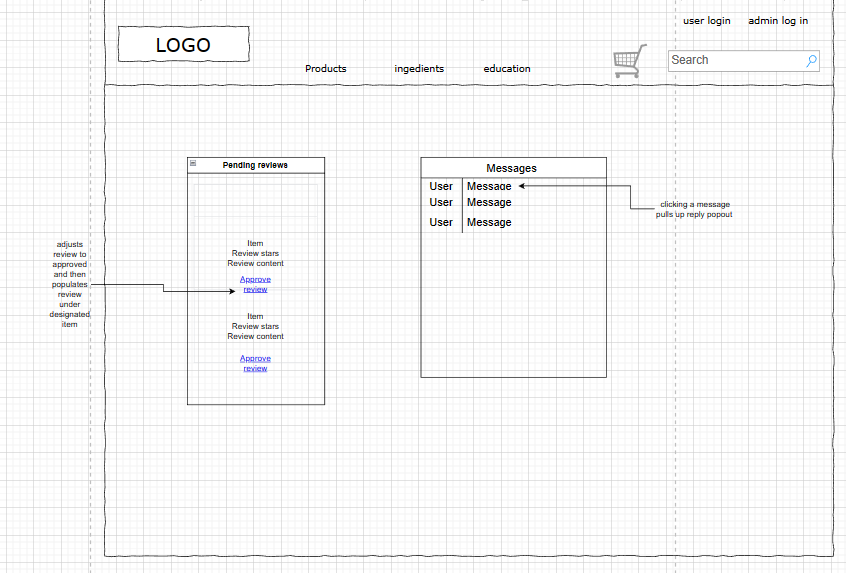 user login admin log in
LOGO
Products ingedients education
Search
Pending reviews
Item
Review stars
Review content
Approve
review
Item
Review stars
Review content
Approve
review
Messages
User Message
User Message
User Message
clicking a message
pulls up reply popout
adjusts
review to
approved
and then
populates
review
under
designated
item